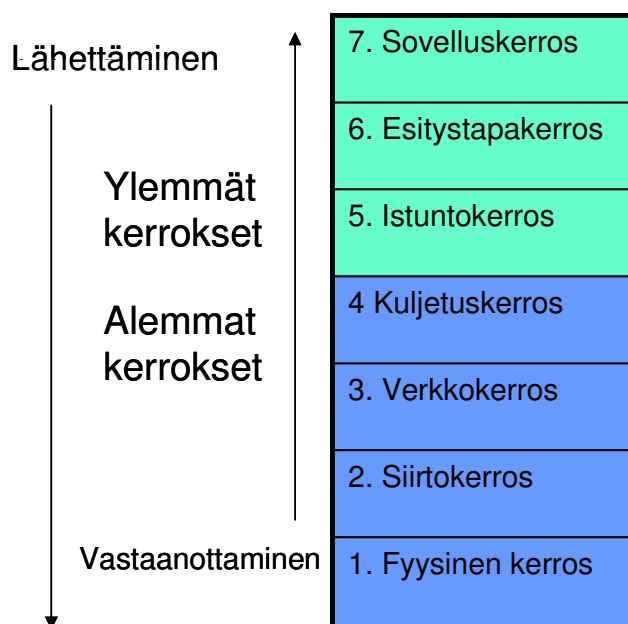 Lähettäminen
Ylemmät
kerrokset
Alemmat
kerrokset
Vastaanottaminen
7. Sovelluskerros
6. Esitystapakerros
5. Istuntokerros
4 Kuljetuskerros
3. Verkkokerros
2. Siirtokerros
1. Fyysinen kerros